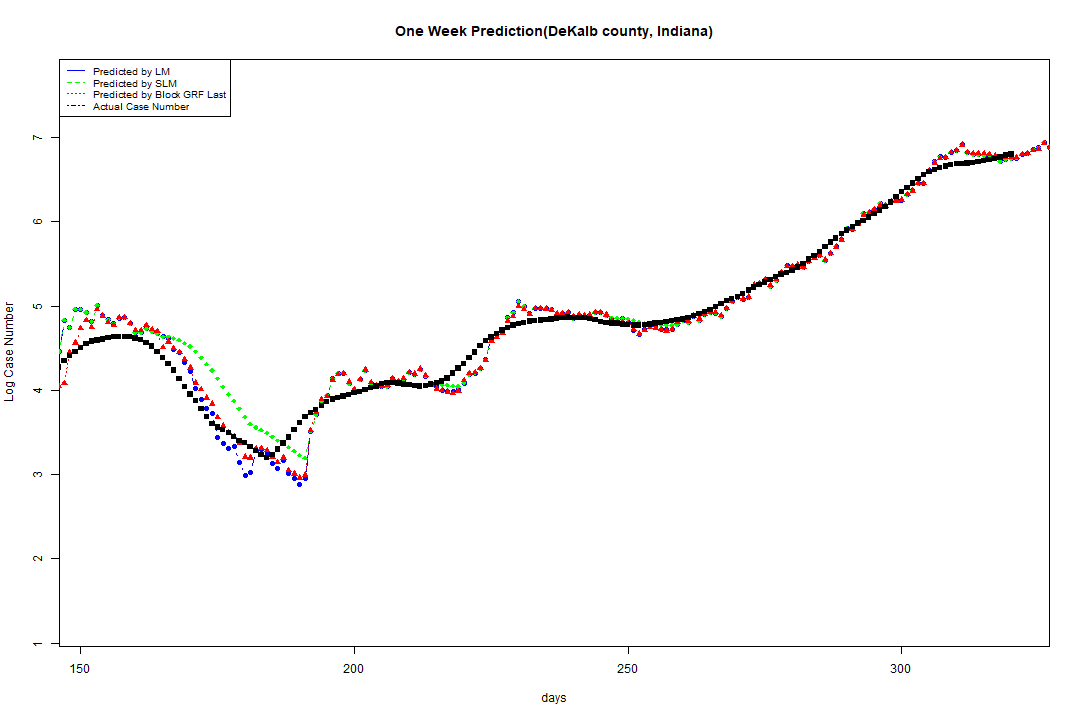 One Week Prediction(DeKalb county, Indiana)
Predicted by LM
Predicted by SLM
Predicted by Block GRF Last
Actual Case Number
Log Case Number
7
6
5
4
3
2
1
150 200 250 300
days